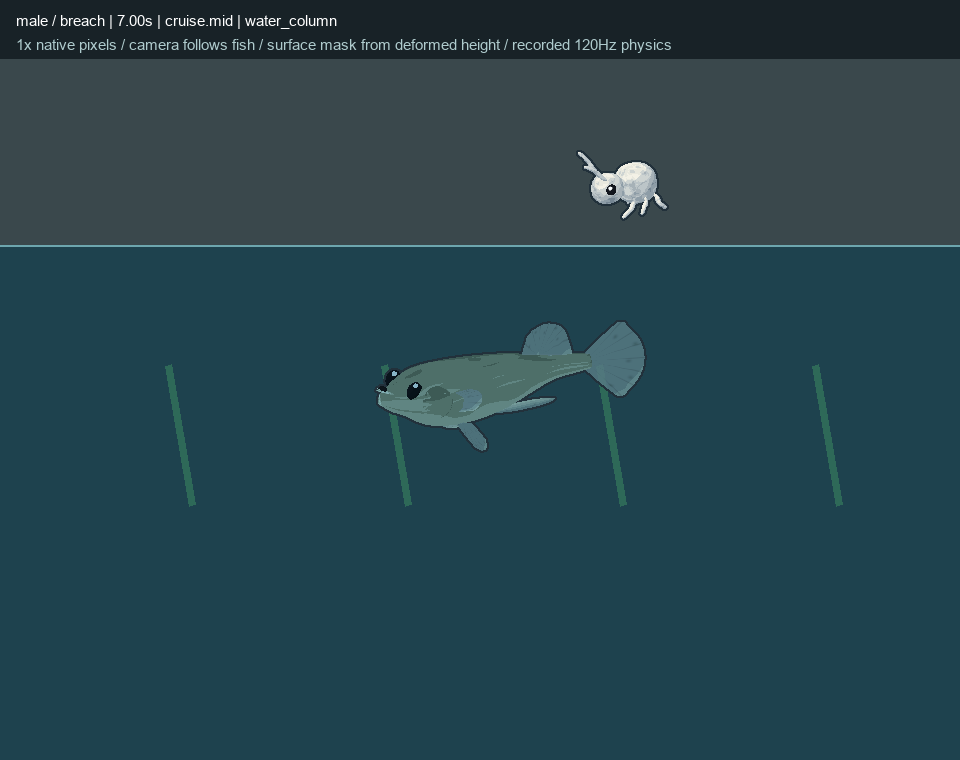 male / breach | 7.00s | cruise.mid | water_column
1x native pixels / camera follows fish / surface mask from deformed height / recorded 120Hz physics